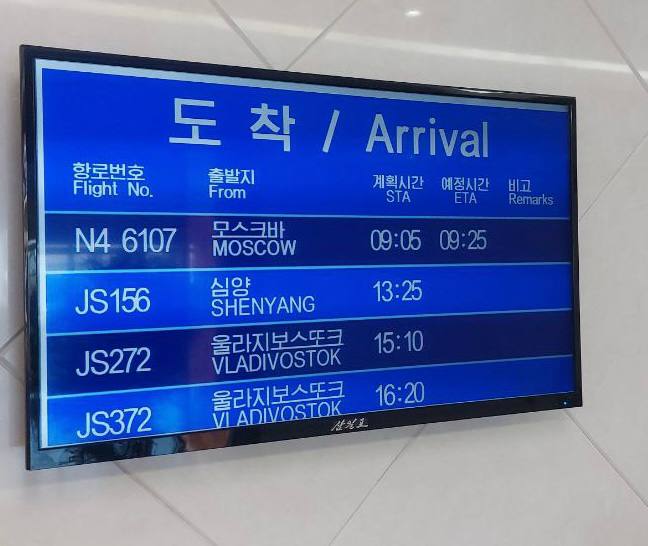 도 착 / Arrival
항로번호 출발지 계획시간 예정시간 비고
Flight No. From STA ETA Remarks
N4 6107 모스크바 09:05 09:25
MOSCOW
JS156 심양 13:25
SHENYANG
JS272 울라지보스또크 15:10
VLADIVOSTOK
JS372 울라지보스또크 16:20
VLADIVOSTOK
삼일포